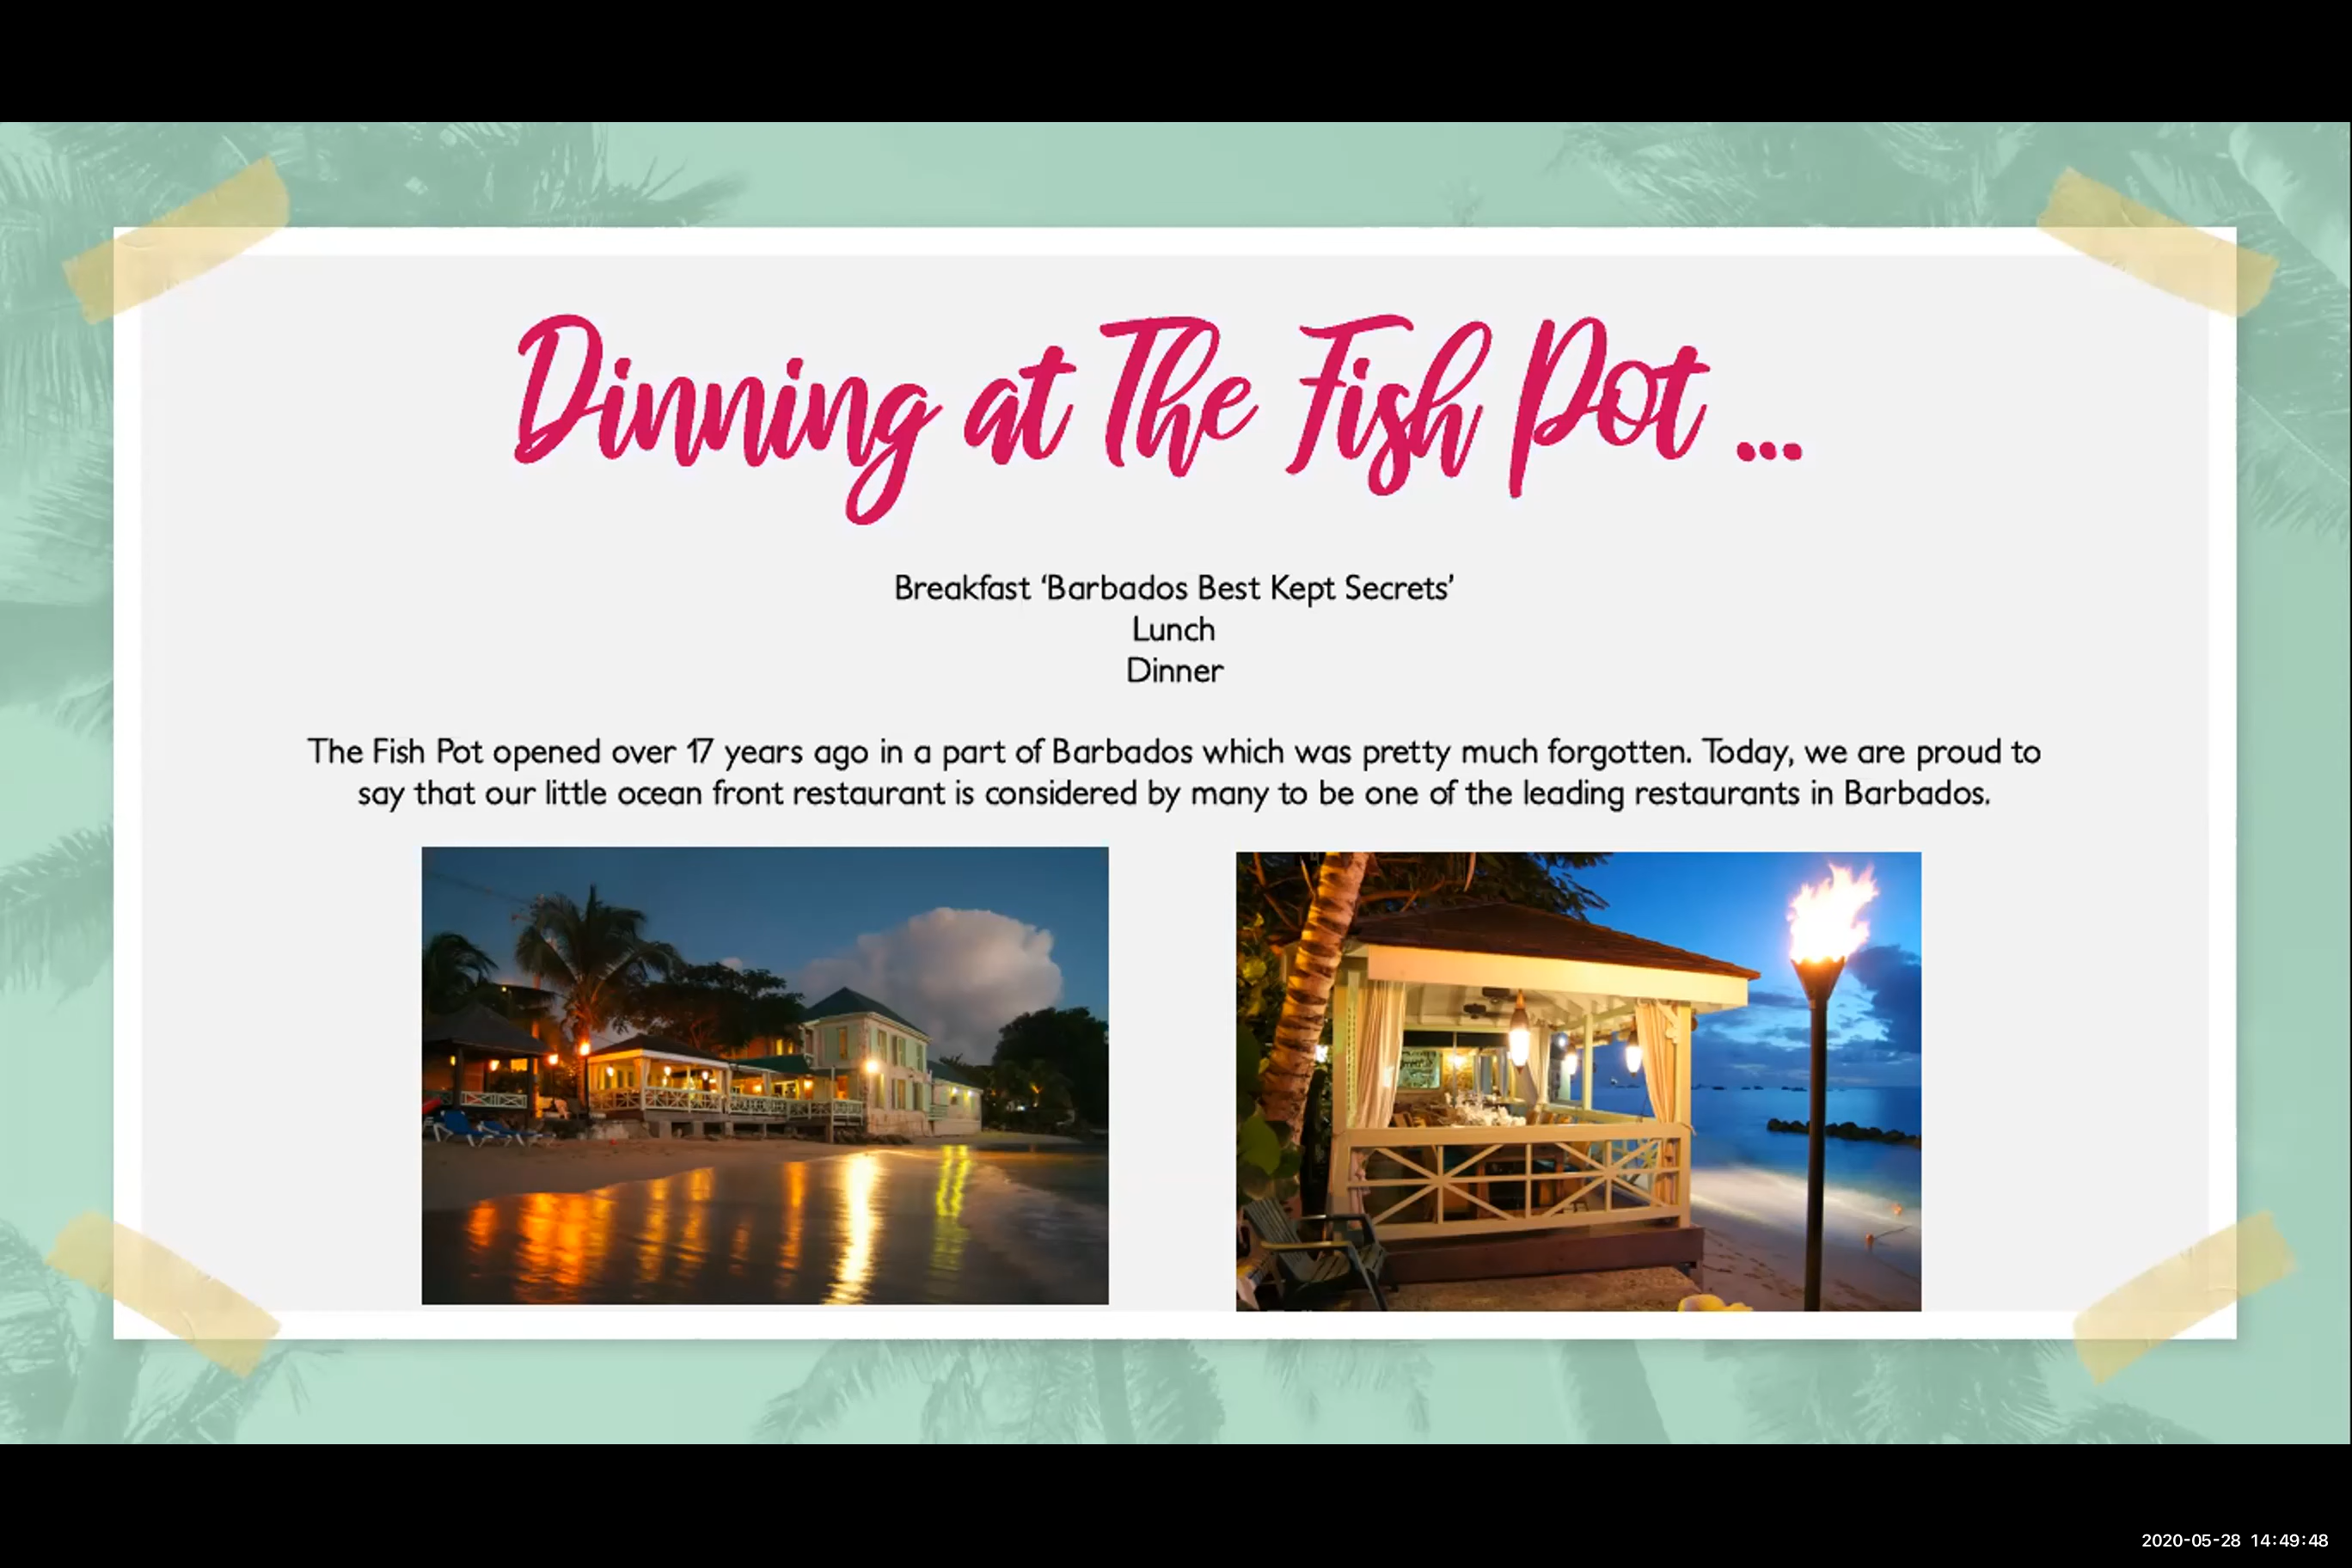 Dinning at The Fish Pot ...
Breakfast ‘Barbados Best Kept Secrets’
Lunch
Dinner
The Fish Pot opened over 17 years ago in a part of Barbados which was pretty much forgotten. Today, we are proud to
say that our little ocean front restaurant is considered by many to be one of the leading restaurants in Barbados.
2020-05-28 14:49:48